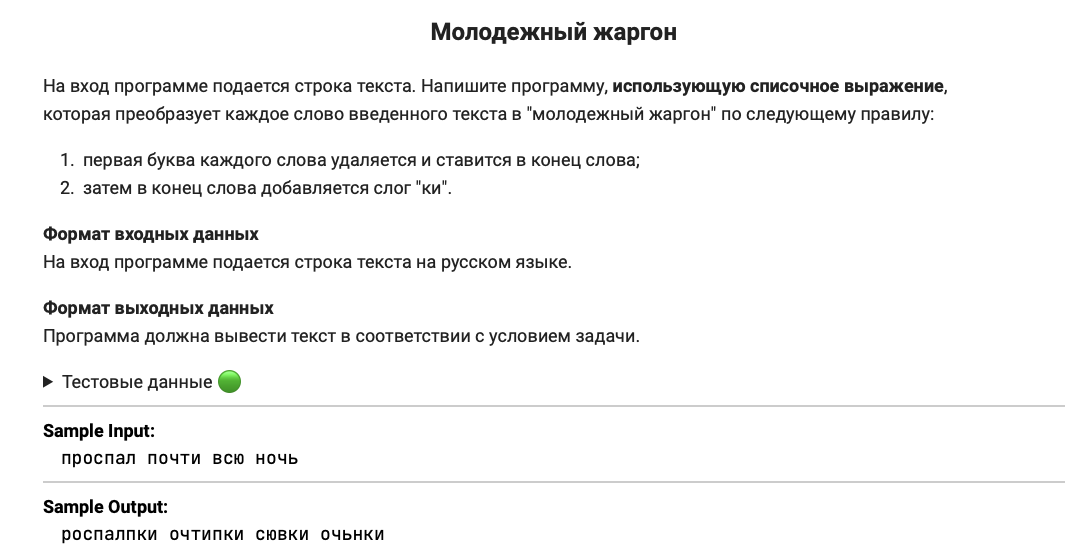 Молодежный жаргон
На вход программе подается строка текста. Напишите программу, использующую списочное выражение,
которая преобразует каждое слово введенного текста в "молодежный жаргон" по следующему правилу:
1. первая буква каждого слова удаляется и ставится в конец слова;
2. затем в конец слова добавляется слог "ки".
Формат входных данных
На вход программе подается строка текста на русском языке.
Формат выходных данных
Программа должна вывести текст в соответствии с условием задачи.
Тестовые данные
Sample Input:
проспал почти всю ночь
Sample Output:
роспалпки очтипки сювки очьнки